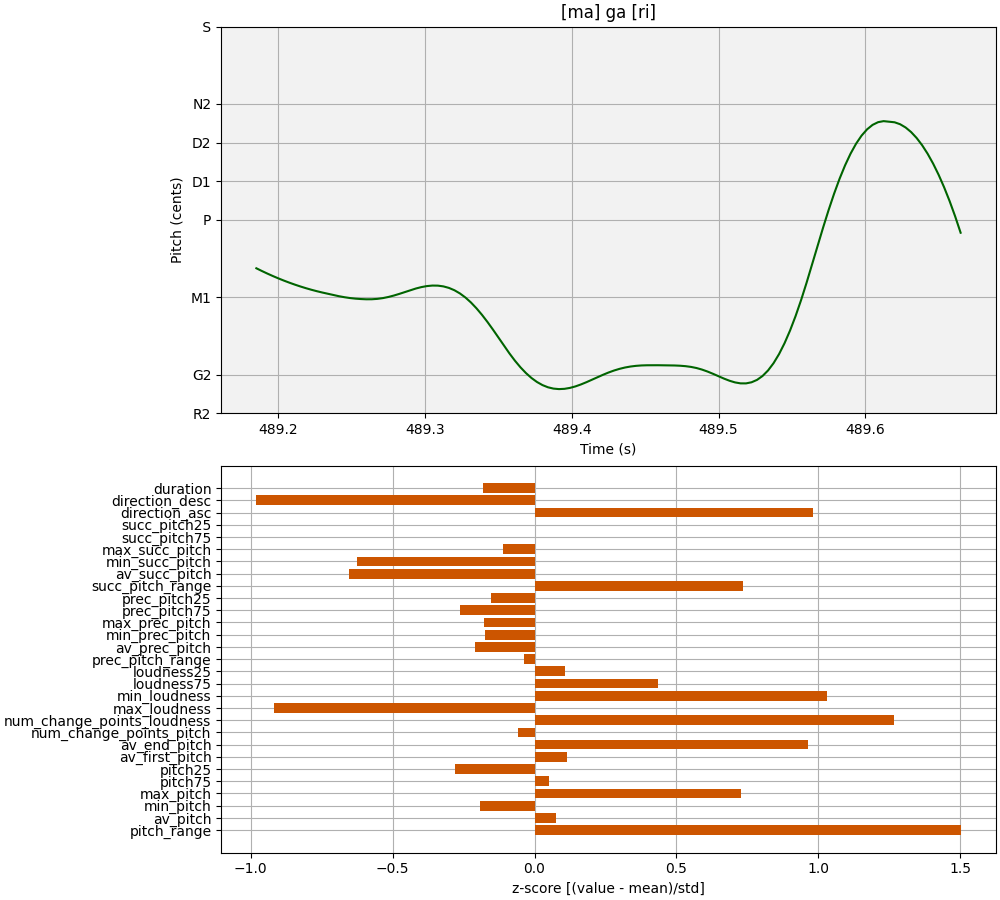 [ma] ga [ri]
S
N2
D2
D1
P
M1
G2
R2
Pitch (cents)
489.2 489.3 489.4 489.5 489.6
Time (s)
duration
direction_desc
direction_asc
succ_pitch25
succ_pitch75
max_succ_pitch
min_succ_pitch
av_succ_pitch
succ_pitch_range
prec_pitch25
prec_pitch75
max_prec_pitch
min_prec_pitch
av_prec_pitch
prec_pitch_range
loudness25
loudness75
min_loudness
max_loudness
num_change_points_loudness
num_change_points_pitch
av_end_pitch
av_first_pitch
pitch25
pitch75
max_pitch
min_pitch
av_pitch
pitch_range
−1.0 −0.5 0.0 0.5 1.0 1.5
z-score [(value - mean)/std]